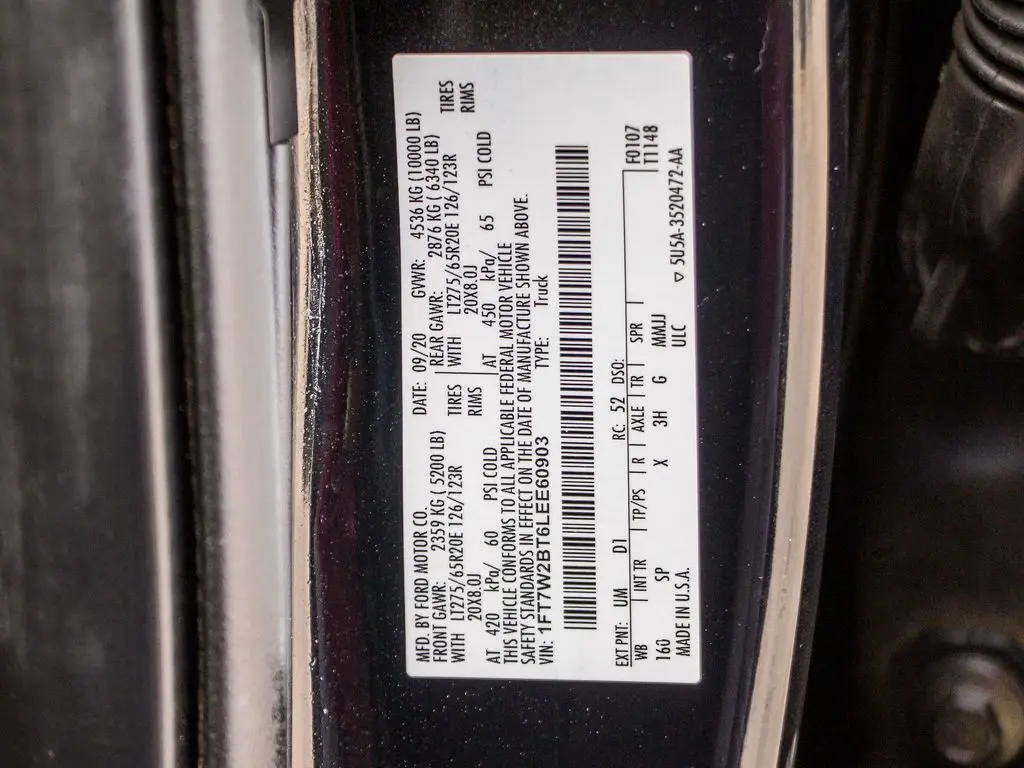 MFD. BY FORD MOTOR CO. DATE: 09/20 GVWR: 4536 KG (10000 LB)
FRONT GAWR: 2359 KG ( 5200 LB) REAR GAWR: 2876 KG ( 6340 LB)
WITH LT275/65R20E 126/123R TIRES WITH LT275/65R20E 126/123R TIRES
20X8.0J RIMS 20X8.0J RIMS
AT 420 kPa/ 60 PSI COLD AT 450 kPa/ 65 PSI COLD
THIS VEHICLE CONFORMS TO ALL APPLICABLE FEDERAL MOTOR VEHICLE
SAFETY STANDARDS IN EFFECT ON THE DATE OF MANUFACTURE SHOWN ABOVE.
VIN: 1FT7W2BT6LEE60903 TYPE: Truck
EXT PNT: UM D1 RC: 52 DSO: F0107
WB INT TR TP/PS R AXLE TR SPR T1148
160 SP X 3H G MMJJ
MADE IN U.S.A. ULC
▽ 5U5A-3520472-AA